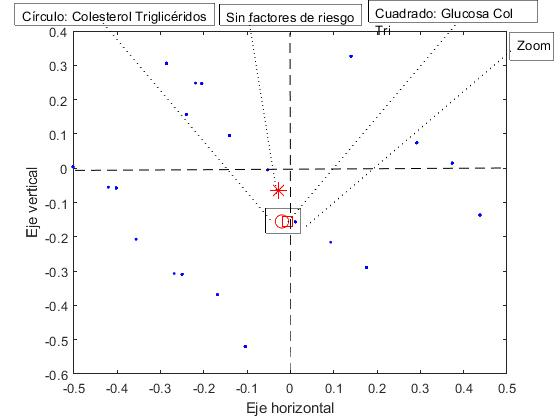 Círculo: Colesterol Triglicéridos
Sin factores de riesgo
Cuadrado: Glucosa Col
Tri
Zoom
0.4
0.3
0.2
0.1
0
-0.1
-0.2
-0.3
-0.4
-0.5
-0.6
Eje vertical
-0.5 -0.4 -0.3 -0.2 -0.1 0 0.1 0.2 0.3 0.4 0.5
Eje horizontal